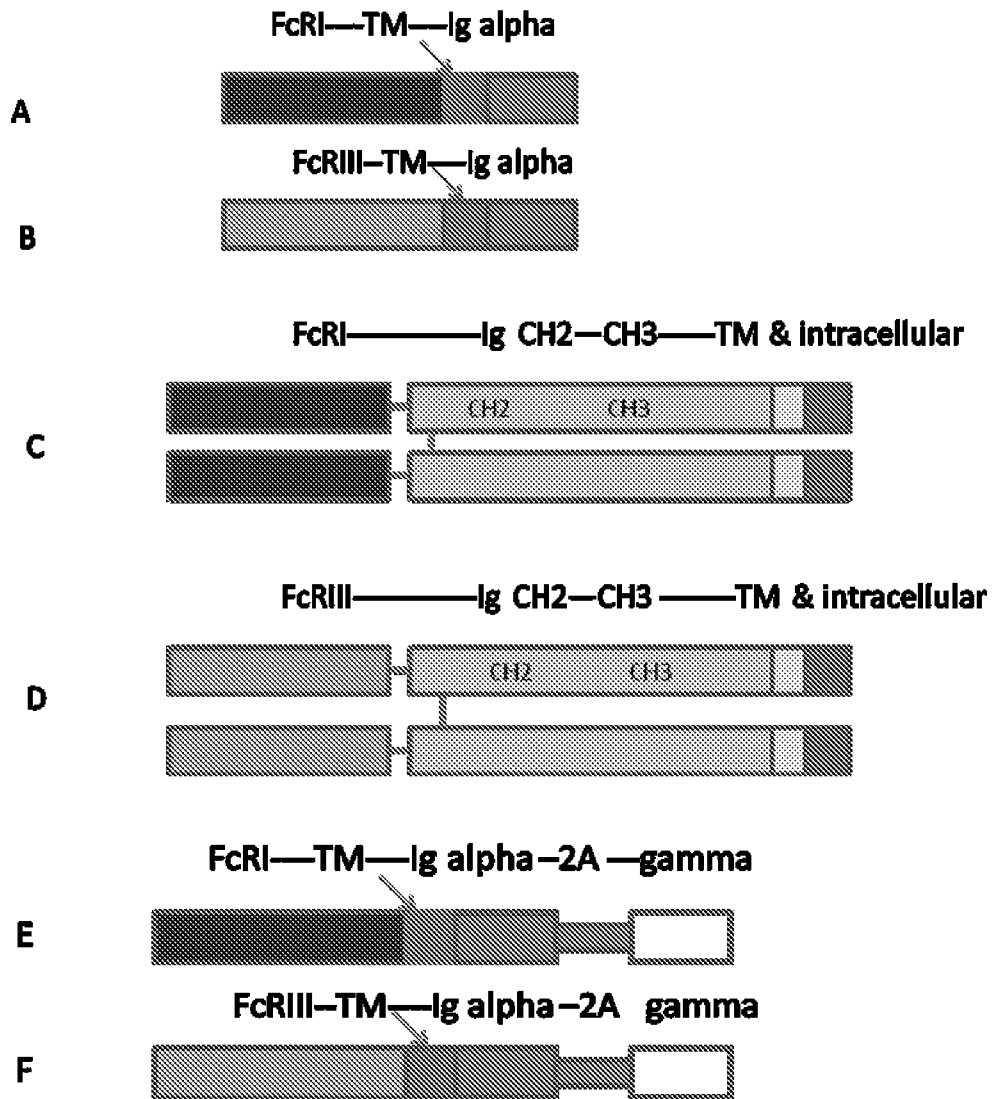 FcRI—TM—Ig alpha
A
FcRIII–TM—Ig alpha
B
FcRI———Ig CH2—CH3——TM & intracellular
CH2 CH3
C
FcRIII———Ig CH2—CH3 ——TM & intracellular
CH2 CH3
D
FcRI—TM—Ig alpha –2A —gamma
E
FcRIII–TM—Ig alpha –2A gamma
F